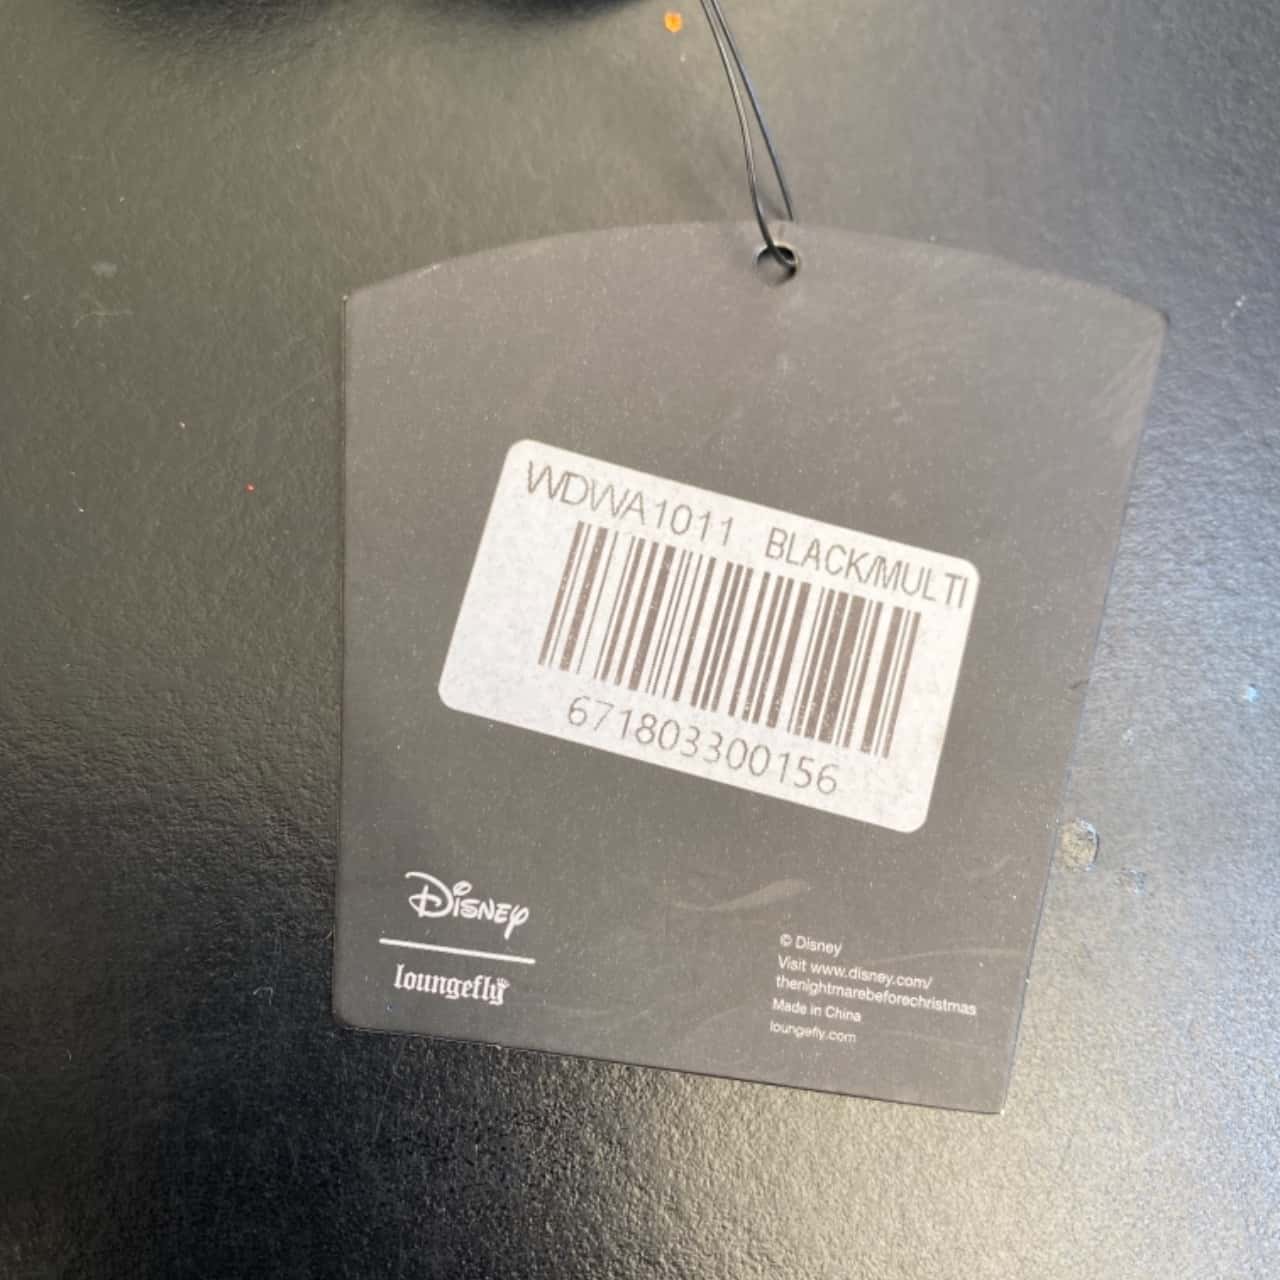 WDWA1011 BLACK/MULTI
671803300156
Disney
loungefly
© Disney
Visit www.disney.com/
thenightmarebeforechristmas
Made in China
loungefly.com